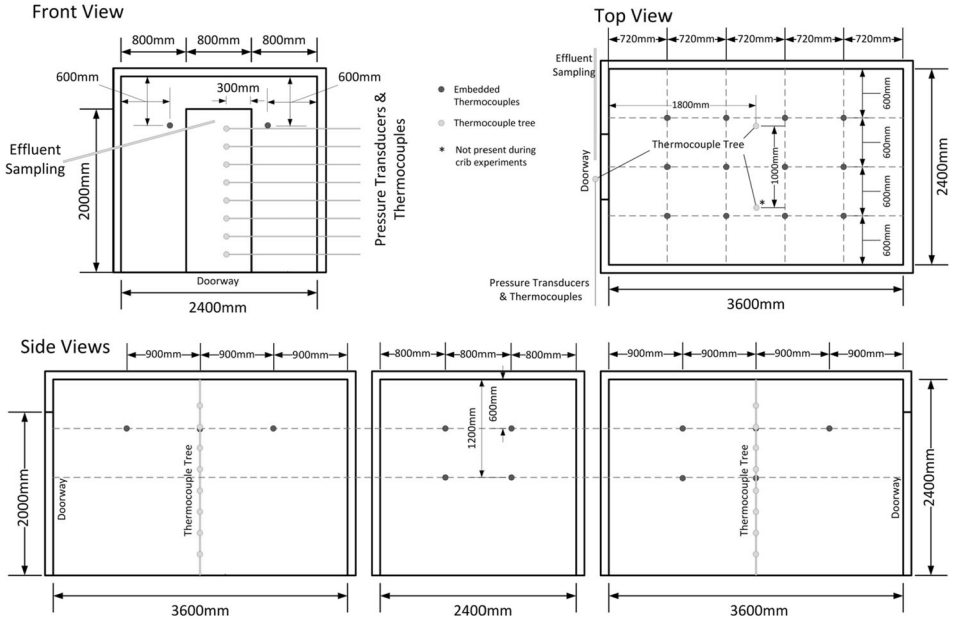 Front View
800mm
800mm
800mm
600mm
300mm
600mm
Effluent
Sampling
2000mm
Pressure Transducers &
Thermocouples
Doorway
2400mm
Embedded
Thermocouples
Thermocouple tree
* Not present during
crib experiments
Top View
720mm
720mm
720mm
720mm
720mm
Effluent
Sampling
1800mm
600mm
600mm
600mm
600mm
Thermocouple Tree
1000mm
*
Doorway
2400mm
Pressure Transducers
& Thermocouples
3600mm
Side Views
900mm
900mm
900mm
2000mm
Doorway
Thermocouple Tree
3600mm
800mm
800mm
800mm
600mm
1200mm
2400mm
900mm
900mm
900mm
Thermocouple Tree
Doorway
2400mm
3600mm